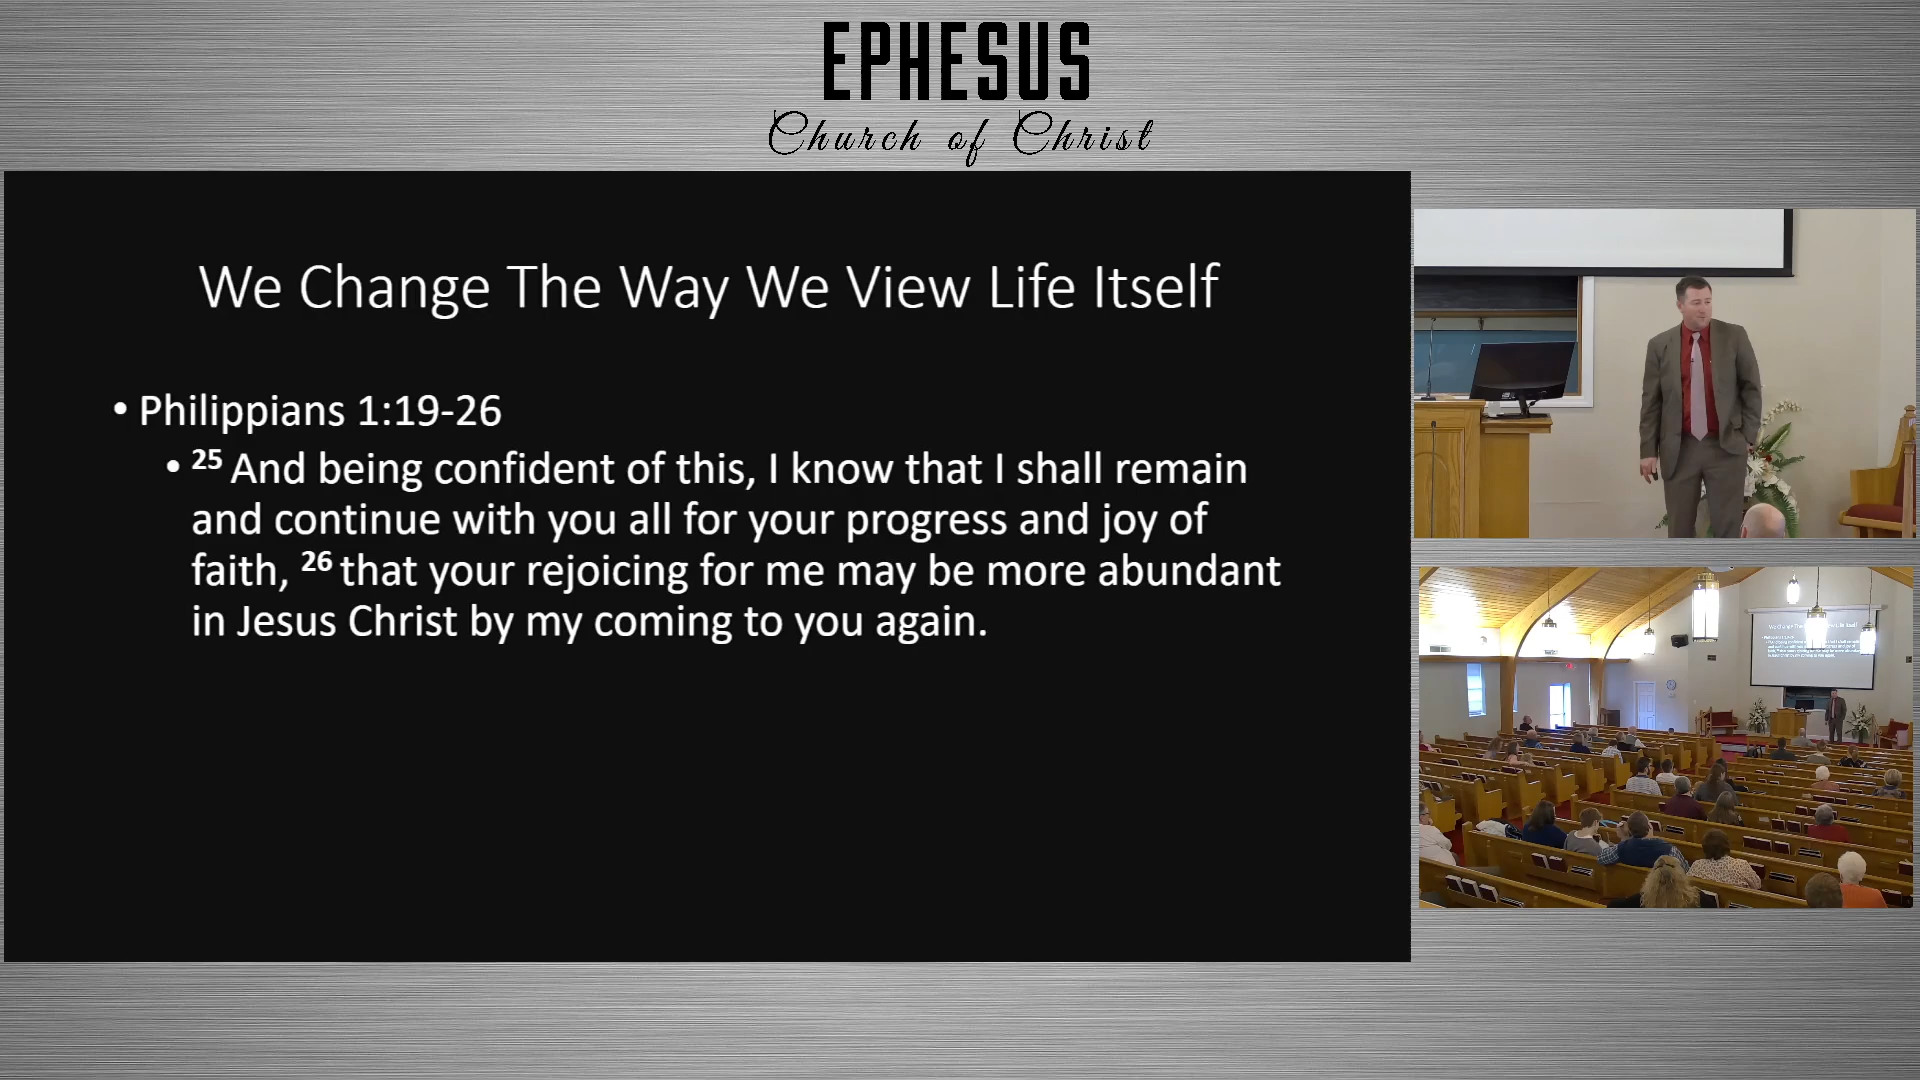 EPHESUS
Church of Christ
We Change The Way We View Life Itself
• Philippians 1:19-26
• 25 And being confident of this, I know that I shall remain
and continue with you all for your progress and joy of
faith, 26 that your rejoicing for me may be more abundant
in Jesus Christ by my coming to you again.